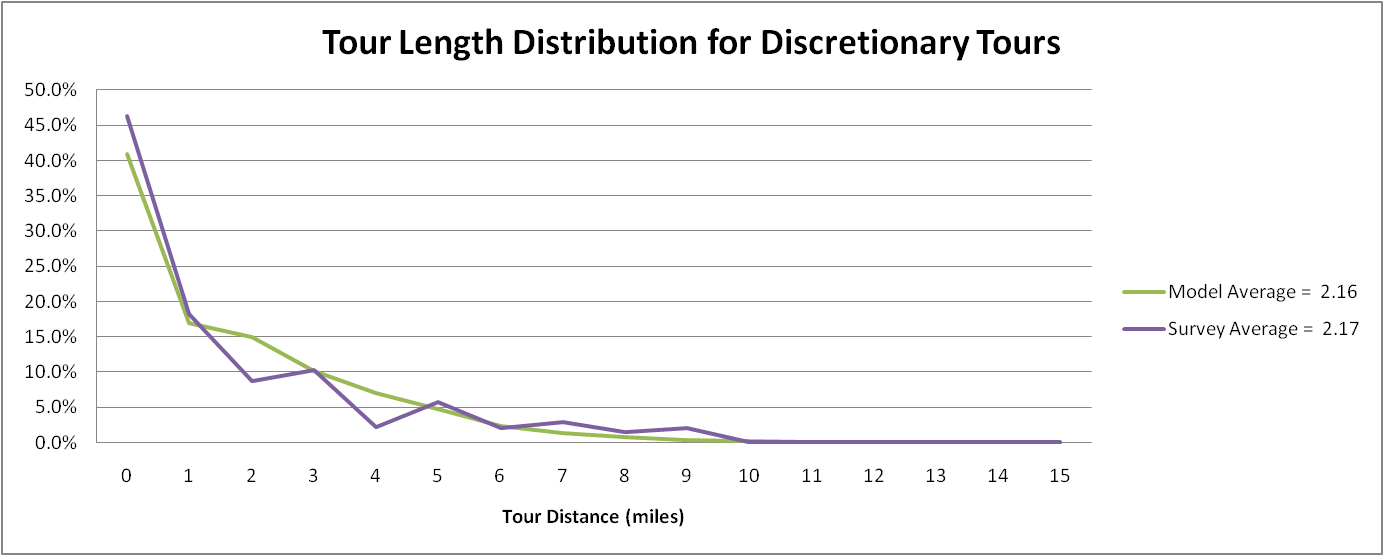 Tour Length Distribution for Discretionary Tours
50.0%
45.0%
40.0%
35.0%
30.0%
25.0%
20.0%
15.0%
10.0%
5.0%
0.0%
0 1 2 3 4 5 6 7 8 9 10 11 12 13 14 15
Tour Distance (miles)
Model Average = 2.16
Survey Average = 2.17